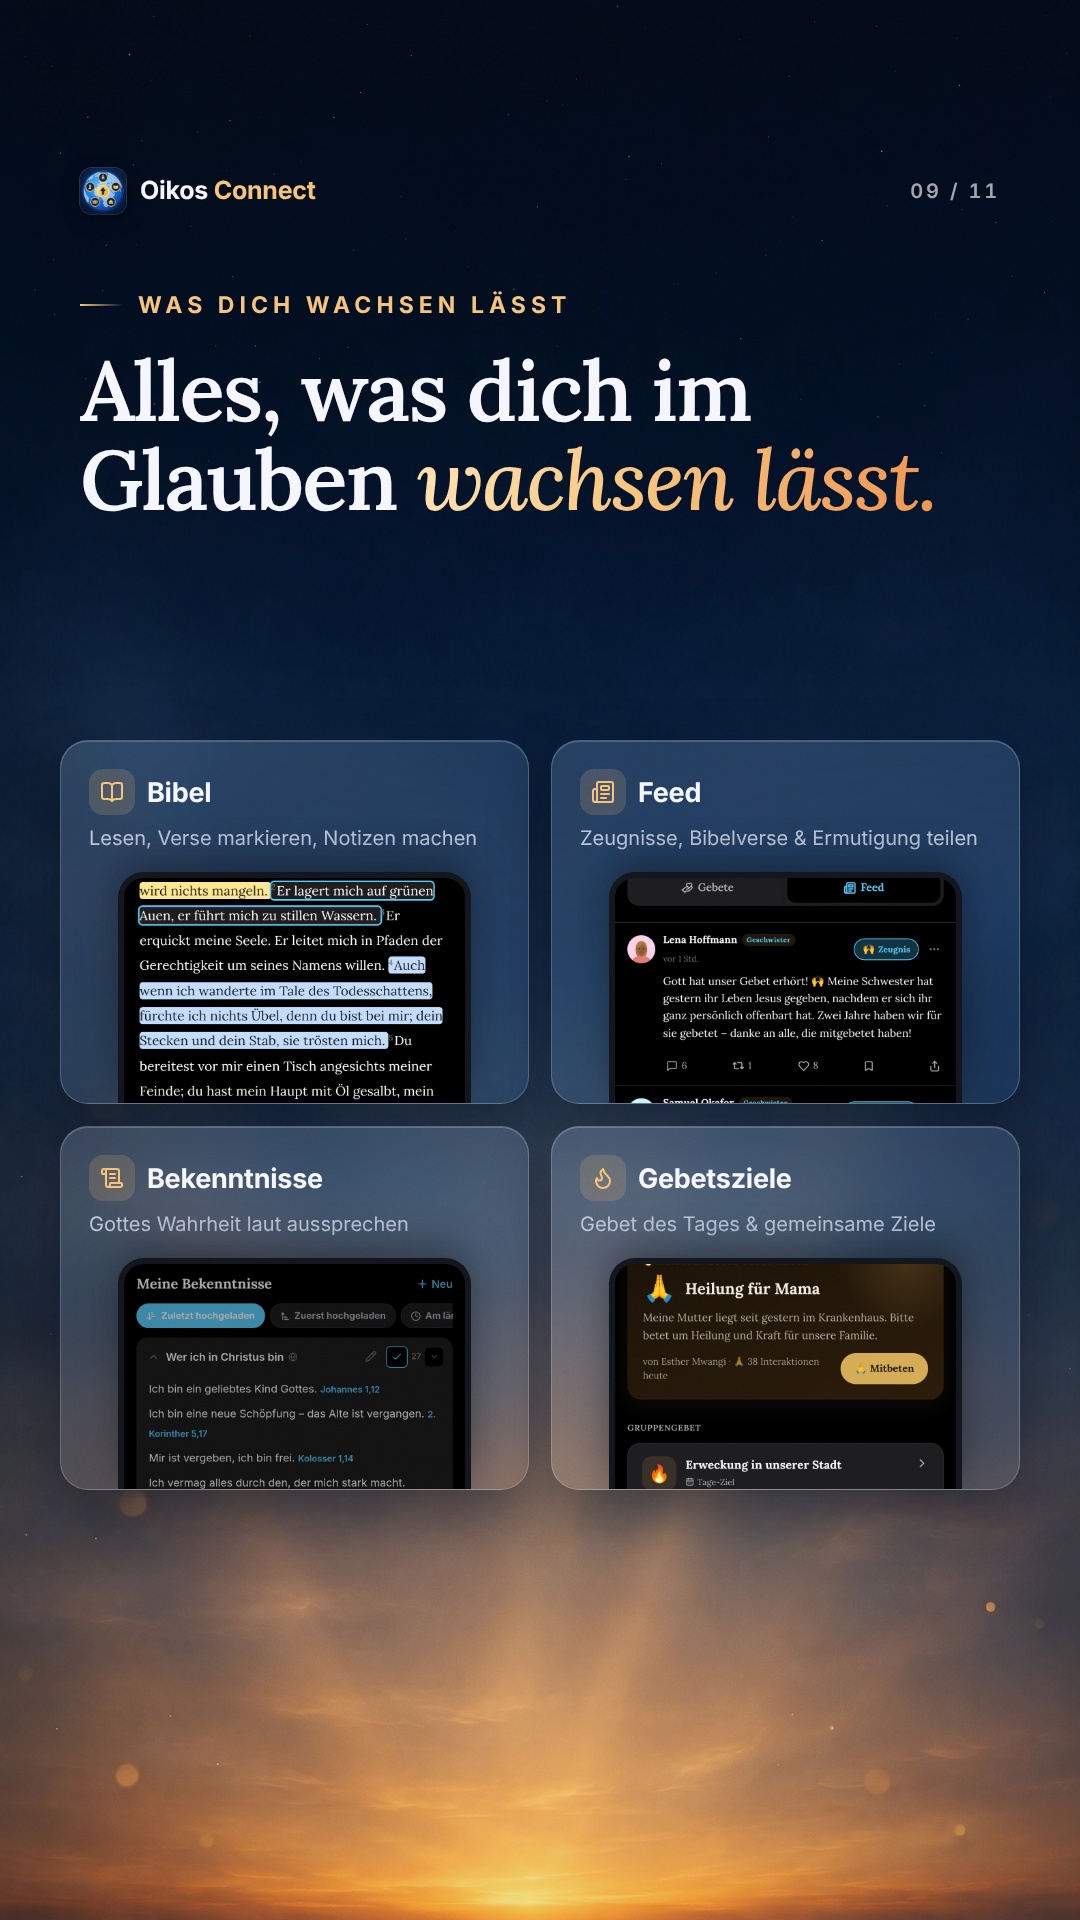 Oikos Connect
09 / 11
WAS DICH WACHSEN LÄSST
Alles, was dich im
Glauben wachsen lässt.
Bibel
Lesen, Verse markieren, Notizen machen
wird nichts mangeln. Er lagert mich auf grünen
Auen, er führt mich zu stillen Wassern. Er
erquickt meine Seele. Er leitet mich in Pfaden der
Gerechtigkeit um seines Namens willen. Auch
wenn ich wanderte im Tale des Todesschattens,
fürchte ich nichts Übel, denn du bist bei mir; dein
Stecken und dein Stab, sie trösten mich. Du
bereitest vor mir einen Tisch angesichts meiner
Feinde; du hast mein Haupt mit Öl gesalbt, mein
Feed
Zeugnisse, Bibelverse & Ermutigung teilen
Gebete
Feed
Lena Hoffmann Geschwister
🙌 Zeugnis
vor 1 Std.
Gott hat unser Gebet erhört! 🙌 Meine Schwester hat
gestern ihr Leben Jesus gegeben, nachdem er sich ihr
ganz persönlich offenbart hat. Zwei Jahre haben wir für
sie gebetet – danke an alle, die mitgebetet haben!
6 1 8
Samuel Okafor Geschwister
Bekenntnisse
Gottes Wahrheit laut aussprechen
Meine Bekenntnisse
+ Neu
Zuletzt hochgeladen
Zuerst hochgeladen
Am lä
Wer ich in Christus bin
27
Ich bin ein geliebtes Kind Gottes. Johannes 1,12
Ich bin eine neue Schöpfung – das Alte ist vergangen. 2.
Korinther 5,17
Mir ist vergeben, ich bin frei. Kolosser 1,14
Ich vermag alles durch den, der mich stark macht.
Gebetsziele
Gebet des Tages & gemeinsame Ziele
🙏 Heilung für Mama
Meine Mutter liegt seit gestern im Krankenhaus. Bitte
betet um Heilung und Kraft für unsere Familie.
von Esther Mwangi · 🙏 38 Interaktionen
heute
🙏 Mitbeten
GRUPPENGEBET
🔥 Erweckung in unserer Stadt
Tage-Ziel